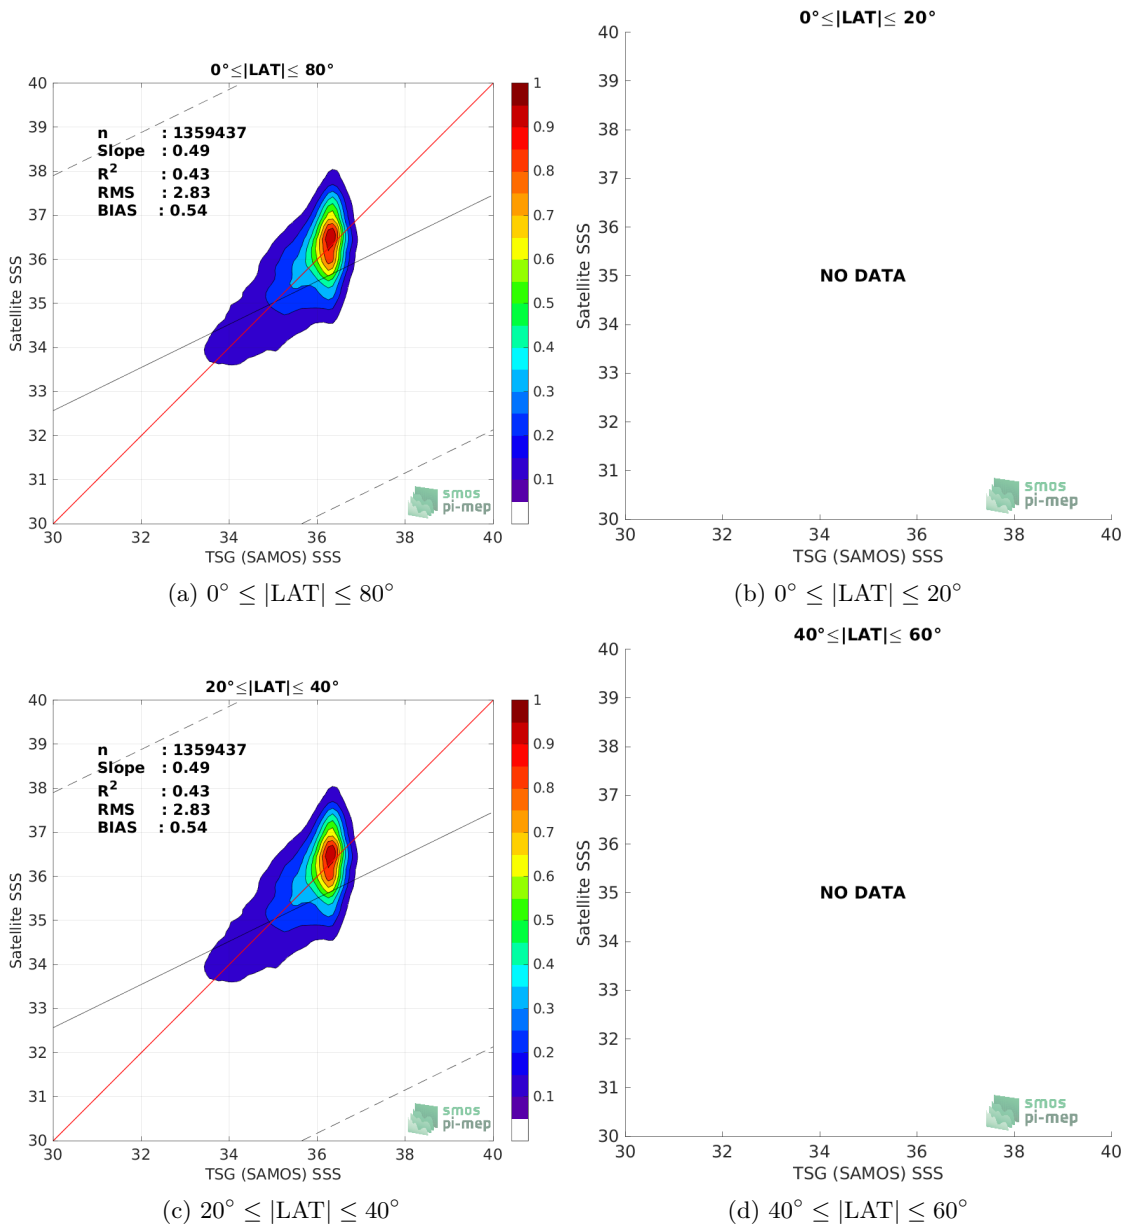 0°≤|LAT|≤ 80°
n : 1359437
Slope : 0.49
R² : 0.43
RMS : 2.83
BIAS : 0.54
40
39
38
37
36
35
34
33
32
31
30
Satellite SSS
30 32 34 36 38 40
TSG (SAMOS) SSS
1
0.9
0.8
0.7
0.6
0.5
0.4
0.3
0.2
0.1
smos
pi-mep
(a) 0° ≤ |LAT| ≤ 80°
0°≤|LAT|≤ 20°
40
39
38
37
36
35
34
33
32
31
30
Satellite SSS
NO DATA
smos
pi-mep
30 32 34 36 38 40
TSG (SAMOS) SSS
(b) 0° ≤ |LAT| ≤ 20°
20°≤|LAT|≤ 40°
n : 1359437
Slope : 0.49
R² : 0.43
RMS : 2.83
BIAS : 0.54
40
39
38
37
36
35
34
33
32
31
30
Satellite SSS
30 32 34 36 38 40
TSG (SAMOS) SSS
1
0.9
0.8
0.7
0.6
0.5
0.4
0.3
0.2
0.1
smos
pi-mep
(c) 20° ≤ |LAT| ≤ 40°
40°≤|LAT|≤ 60°
40
39
38
37
36
35
34
33
32
31
30
Satellite SSS
NO DATA
smos
pi-mep
30 32 34 36 38 40
TSG (SAMOS) SSS
(d) 40° ≤ |LAT| ≤ 60°